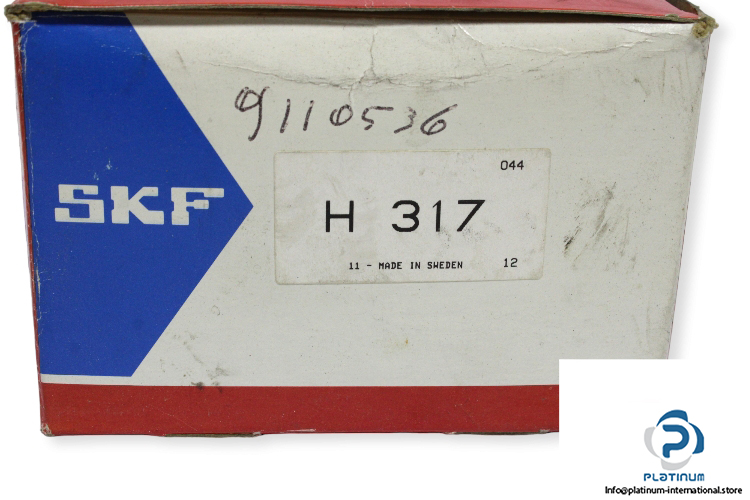 9110536
044
SKF
H 317
11 - MADE IN SWEDEN 12
PLATINUM
Info@platinum-international.store